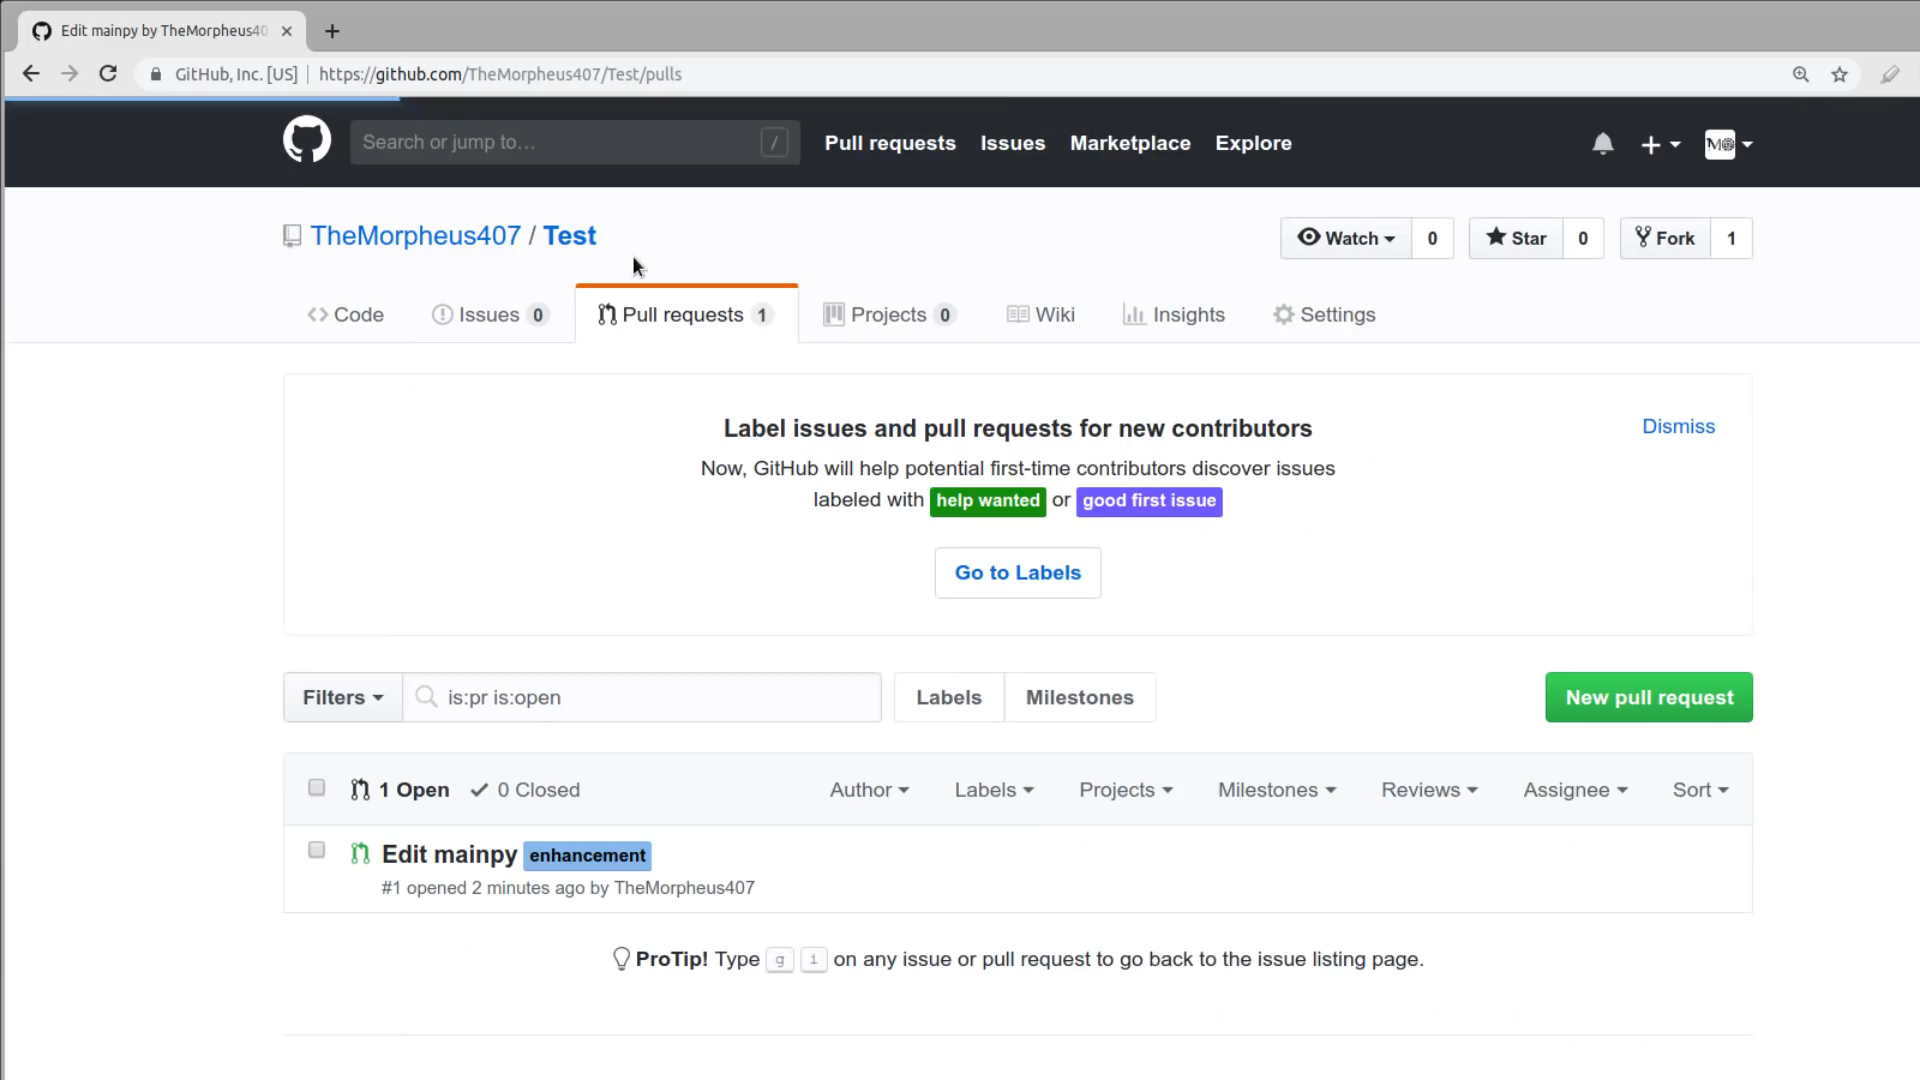 Edit mainpy by TheMorpheus40
GitHub, Inc. [US] https://github.com/TheMorpheus407/Test/pulls
Search or jump to… / Pull requests Issues Marketplace Explore
TheMorpheus407 / Test Watch 0 Star 0 Fork 1
Code Issues 0 Pull requests 1 Projects 0 Wiki Insights Settings
Label issues and pull requests for new contributors Dismiss
Now, GitHub will help potential first-time contributors discover issues
labeled with help wanted or good first issue
Go to Labels
Filters is:pr is:open Labels Milestones New pull request
1 Open 0 Closed Author Labels Projects Milestones Reviews Assignee Sort
Edit mainpy enhancement
#1 opened 2 minutes ago by TheMorpheus407
ProTip! Type g i on any issue or pull request to go back to the issue listing page.